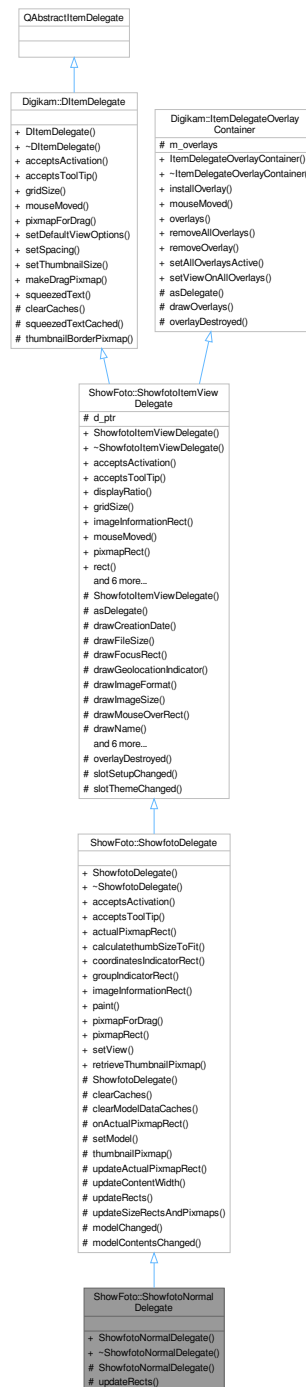 QAbstractItemDelegate
Digikam::DItemDelegate
+ DItemDelegate()
+ ~DItemDelegate()
+ acceptsActivation()
+ acceptsToolTip()
+ gridSize()
+ mouseMoved()
+ pixmapForDrag()
+ setDefaultViewOptions()
+ setSpacing()
+ setThumbnailSize()
+ makeDragPixmap()
+ squeezedText()
# clearCaches()
# squeezedTextCached()
# thumbnailBorderPixmap()
Digikam::ItemDelegateOverlay
Container
# m_overlays
+ ItemDelegateOverlayContainer()
+ ~ItemDelegateOverlayContainer()
+ installOverlay()
+ mouseMoved()
+ overlays()
+ removeAllOverlays()
+ removeOverlay()
+ setAllOverlaysActive()
+ setViewOnAllOverlays()
# asDelegate()
# drawOverlays()
# overlayDestroyed()
ShowFoto::ShowfotoItemView
Delegate
# d_ptr
+ ShowfotoItemViewDelegate()
+ ~ShowfotoItemViewDelegate()
+ acceptsActivation()
+ acceptsToolTip()
+ displayRatio()
+ gridSize()
+ imageInformationRect()
+ mouseMoved()
+ pixmapRect()
+ rect()
and 6 more...
# ShowfotoItemViewDelegate()
# asDelegate()
# drawCreationDate()
# drawFileSize()
# drawFocusRect()
# drawGeolocationIndicator()
# drawImageFormat()
# drawImageSize()
# drawMouseOverRect()
# drawName()
and 6 more...
# overlayDestroyed()
# slotSetupChanged()
# slotThemeChanged()
ShowFoto::ShowfotoDelegate
+ ShowfotoDelegate()
+ ~ShowfotoDelegate()
+ acceptsActivation()
+ acceptsToolTip()
+ actualPixmapRect()
+ calculatethumbSizeToFit()
+ coordinatesIndicatorRect()
+ groupIndicatorRect()
+ imageInformationRect()
+ paint()
+ pixmapForDrag()
+ pixmapRect()
+ setView()
+ retrieveThumbnailPixmap()
# ShowfotoDelegate()
# clearCaches()
# clearModelDataCaches()
# onActualPixmapRect()
# setModel()
# thumbnailPixmap()
# updateActualPixmapRect()
# updateContentWidth()
# updateRects()
# updateSizeRectsAndPixmaps()
# modelChanged()
# modelContentsChanged()
ShowFoto::ShowfotoNormal
Delegate
+ ShowfotoNormalDelegate()
+ ~ShowfotoNormalDelegate()
# ShowfotoNormalDelegate()
# updateRects()